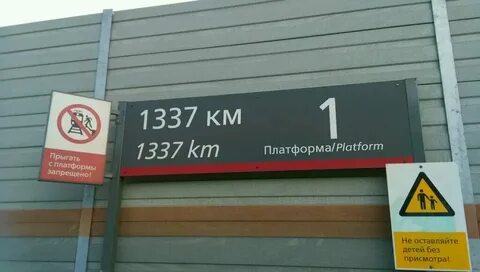 1337 км
1337 km
1
Платформа/Platform
Прыгать
с платформы
запрещено!
Не оставляйте
детей без
присмотра!